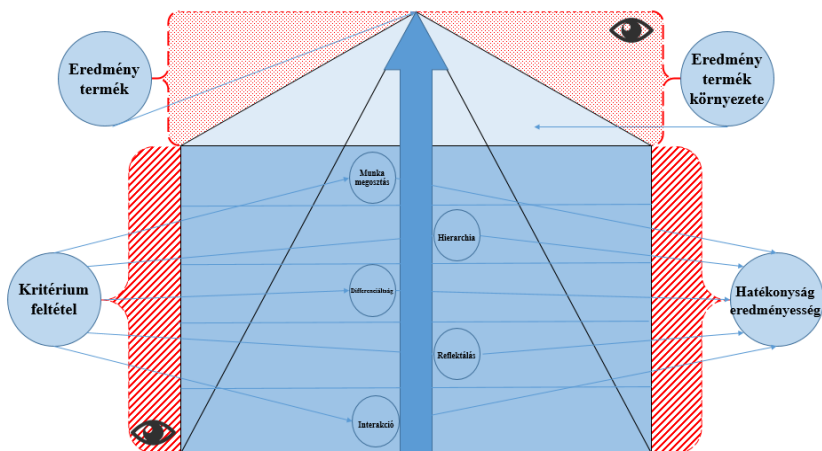 Eredmény
termék
Eredmény
termék
környezete
Munka
megosztás
Hierarchia
Kritérium
feltétel
Differenciáltság
Hatékonyság
eredményesség
Reflektálás
Interakció